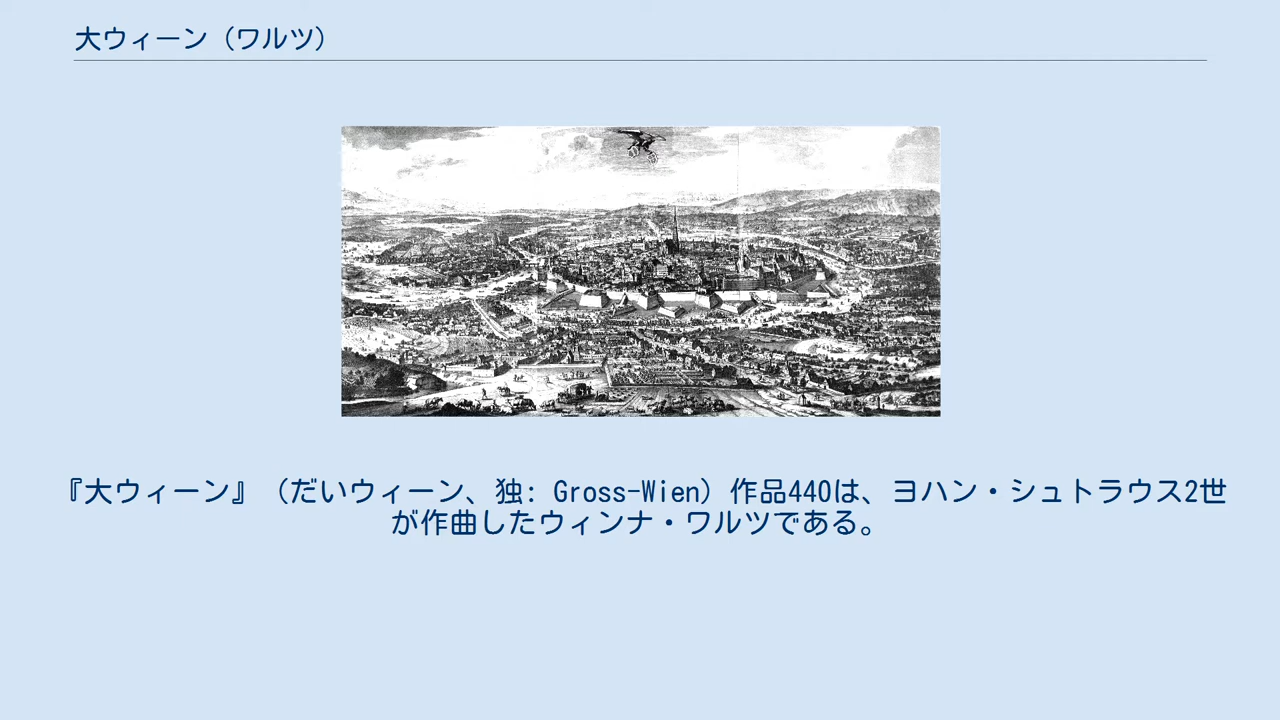 大ウィーン（ワルツ）
『大ウィーン』（だいウィーン、独: Gross-Wien）作品440は、ヨハン・シュトラウス2世
が作曲したウィンナ・ワルツである。